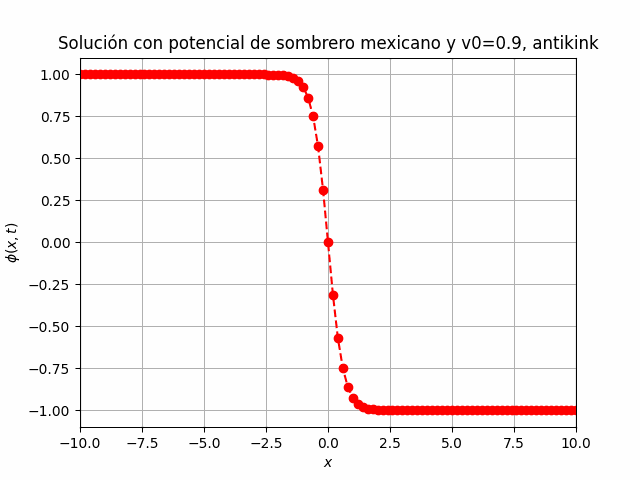 Solución con potencial de sombrero mexicano y v0=0.9, antikink
1.00
0.75
0.50
0.25
0.00
−0.25
−0.50
−0.75
−1.00
ϕ(x, t)
−10.0 −7.5 −5.0 −2.5 0.0 2.5 5.0 7.5 10.0
x